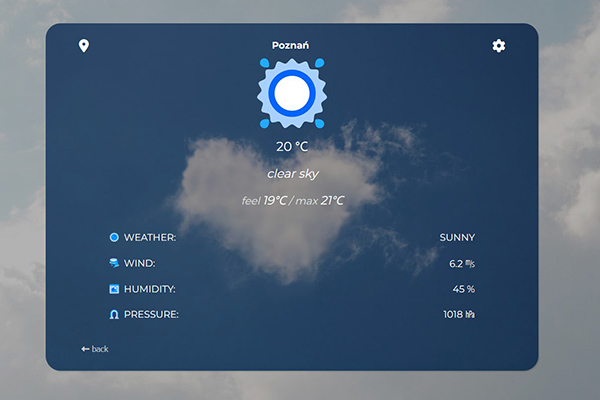 Poznań
20 °C
clear sky
feel 19°C / max 21°C
WEATHER: SUNNY
WIND: 6.2 m/s
HUMIDITY: 45 %
PRESSURE: 1018 hPa
← back